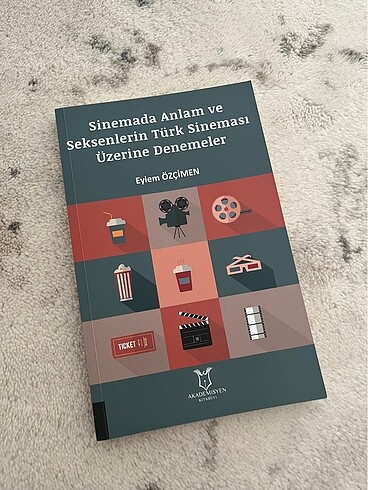 Sinemada Anlam ve
Seksenlerin Türk Sineması
Üzerine Denemeler
Eylem ÖZÇİMEN
TICKET
AKADEMİSYEN
KİTABEVİ